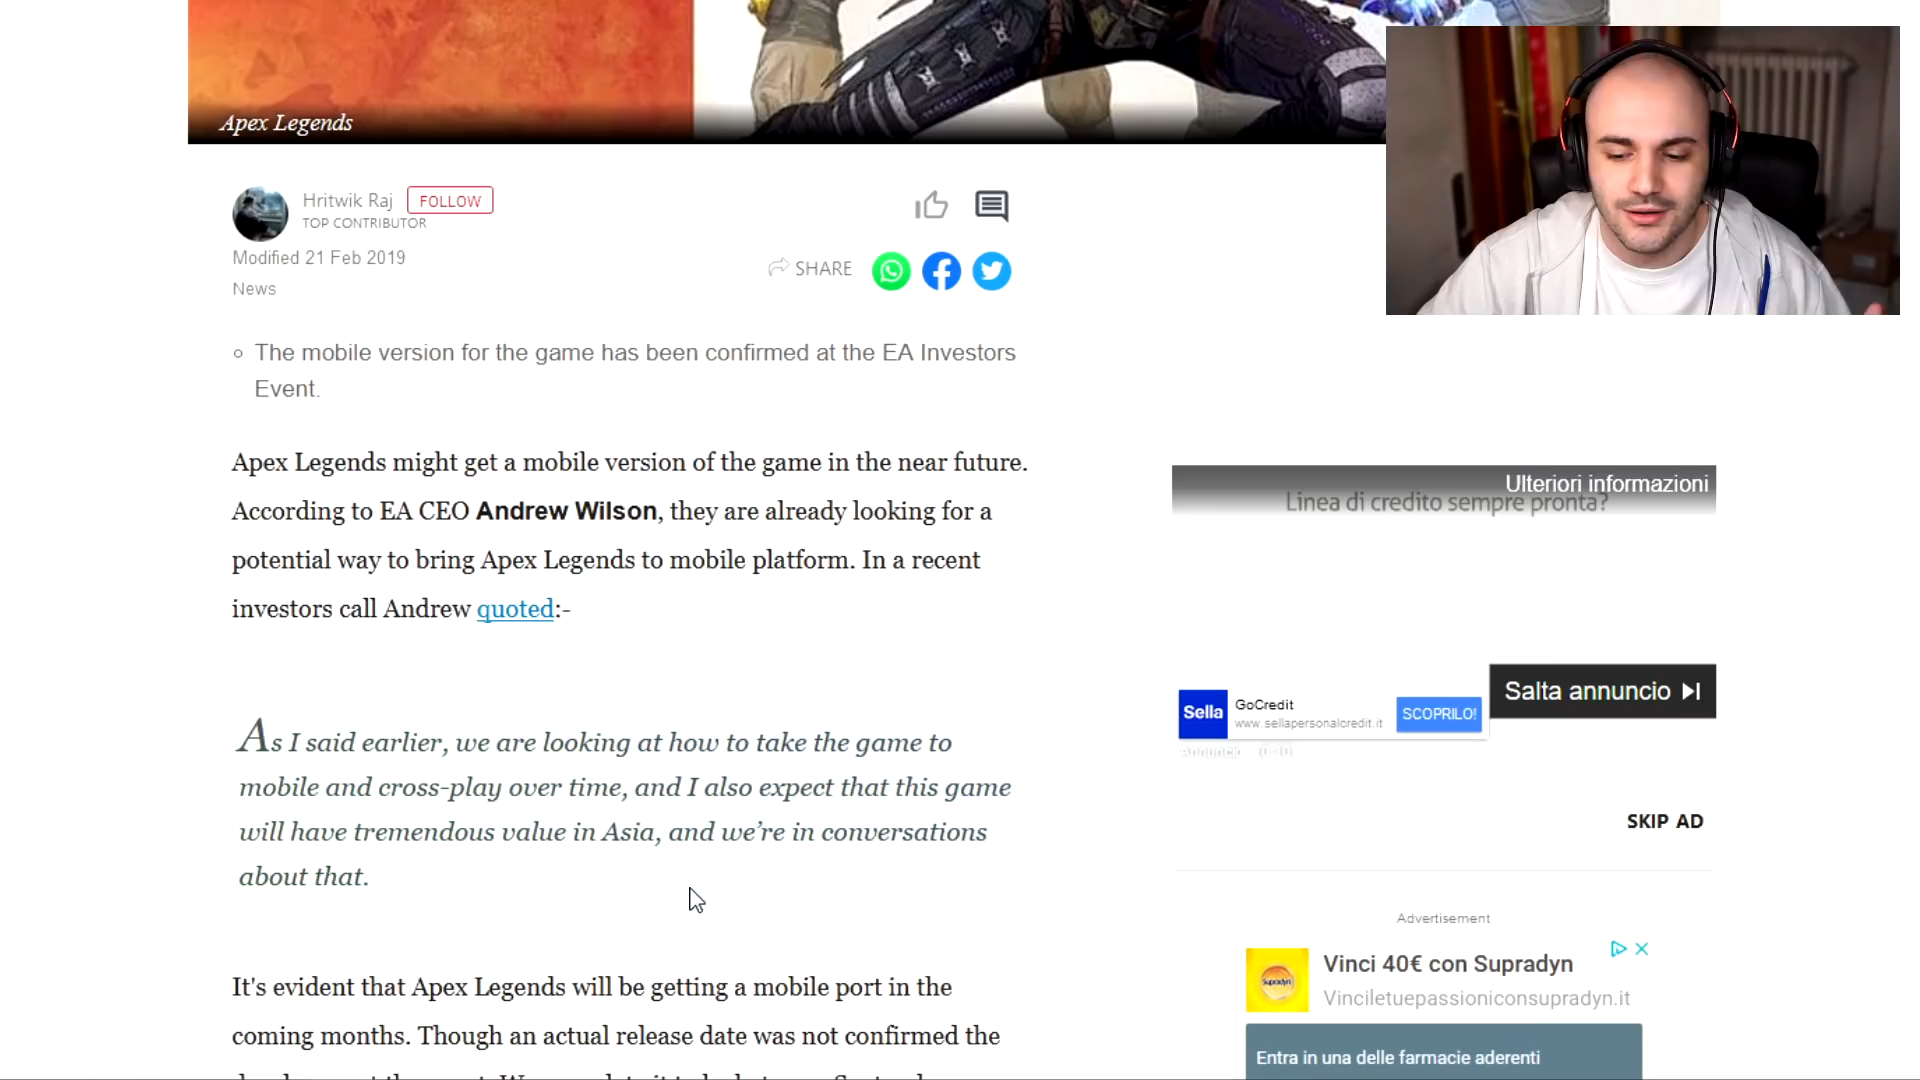 Apex Legends
Hritwik Raj FOLLOW
TOP CONTRIBUTOR
Modified 21 Feb 2019
News
SHARE
The mobile version for the game has been confirmed at the EA Investors
Event.
Apex Legends might get a mobile version of the game in the near future.
According to EA CEO Andrew Wilson, they are already looking for a
potential way to bring Apex Legends to mobile platform. In a recent
investors call Andrew quoted:-
As I said earlier, we are looking at how to take the game to
mobile and cross-play over time, and I also expect that this game
will have tremendous value in Asia, and we’re in conversations
about that.
It's evident that Apex Legends will be getting a mobile port in the
coming months. Though an actual release date was not confirmed the
Ulteriori informazioni
Linea di credito sempre pronta?
Salta annuncio
Sella
GoCredit
www.sellapersonalcredit.it
SCOPRILO!
SKIP AD
Advertisement
Supradyn
Vinci 40€ con Supradyn
Vinciletuepassioniconsupradyn.it
Entra in una delle farmacie aderenti